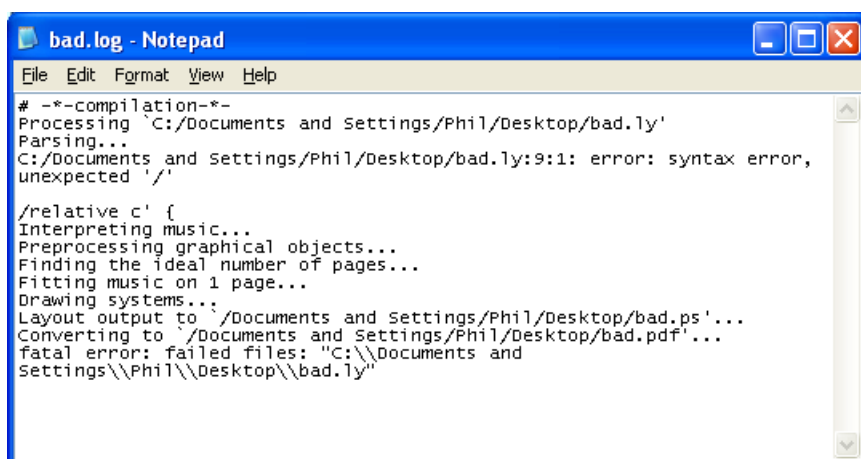 bad.log - Notepad
File Edit Format View Help
# -*-compilation-*-
Processing `C:/Documents and Settings/Phil/Desktop/bad.ly'
Parsing...
C:/Documents and Settings/Phil/Desktop/bad.ly:9:1: error: syntax error,
unexpected '/'

/relative c' {
Interpreting music...
Preprocessing graphical objects...
Finding the ideal number of pages...
Fitting music on 1 page...
Drawing systems...
Layout output to `/Documents and Settings/Phil/Desktop/bad.ps'...
Converting to `/Documents and Settings/Phil/Desktop/bad.pdf'...
fatal error: failed files: "C:\\Documents and
Settings\\Phil\\Desktop\\bad.ly"